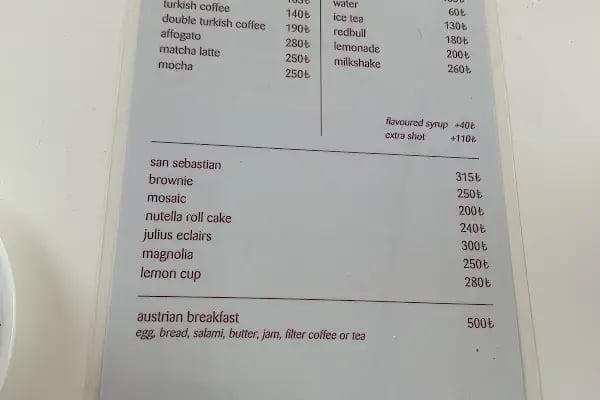 turkish coffee 140₺
double turkish coffee 190₺
affogato 280₺
matcha latte 250₺
mocha 250₺
water 60₺
ice tea 130₺
redbull 180₺
lemonade 200₺
milkshake 260₺
flavoured syrup +40₺
extra shot +110₺
san sebastian 315₺
brownie 250₺
mosaic 200₺
nutella roll cake 240₺
julius eclairs 300₺
magnolia 250₺
lemon cup 280₺
austrian breakfast 500₺
egg, bread, salami, butter, jam, filter coffee or tea